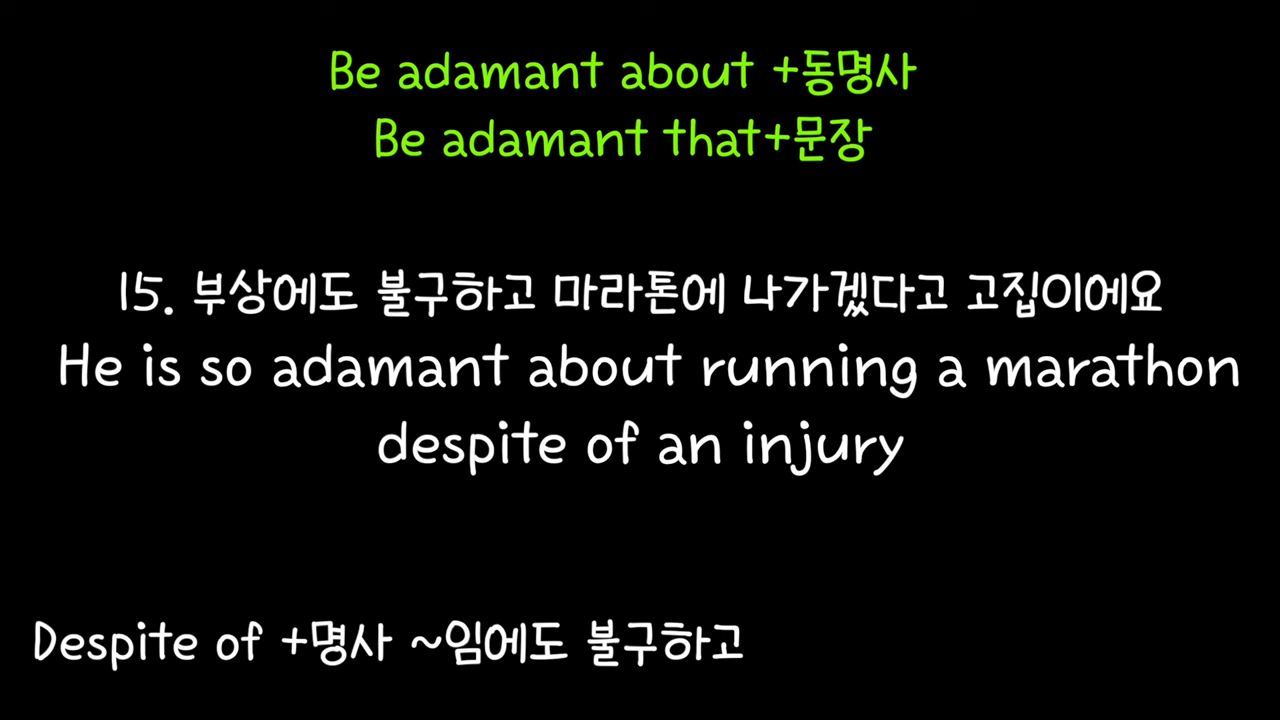 Be adamant about +동명사
Be adamant that+문장
15. 부상에도 불구하고 마라톤에 나가겠다고 고집이에요
He is so adamant about running a marathon
despite of an injury
Despite of +명사 ~임에도 불구하고